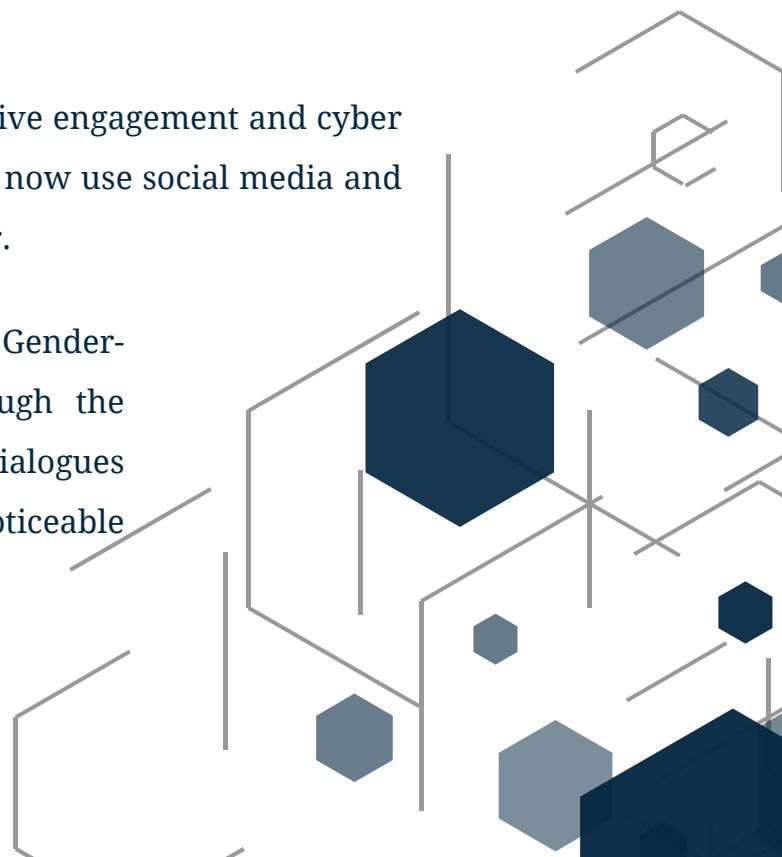 ive engagement and cyber
now use social media and
.
Gender-
ugh the
ialogues
oticeable